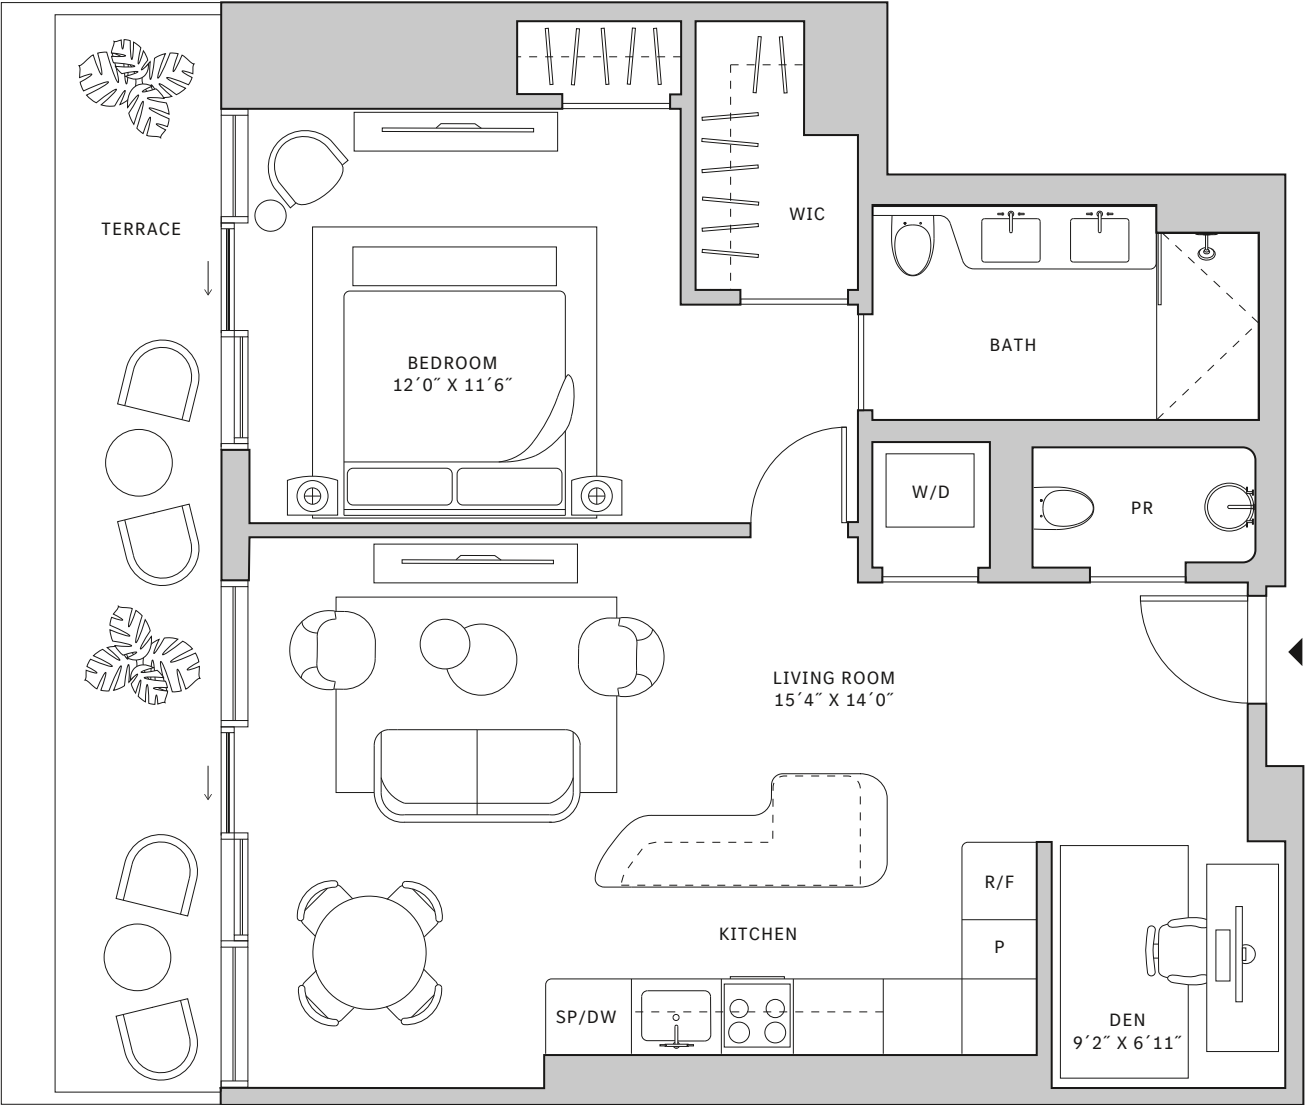 TERRACE
WIC
BEDROOM
12´0˝ X 11´6˝
BATH
W/D
PR
LIVING ROOM
15´4˝ X 14´0˝
R/F
KITCHEN
P
SP/DW
DEN
9´2˝ X 6´11˝